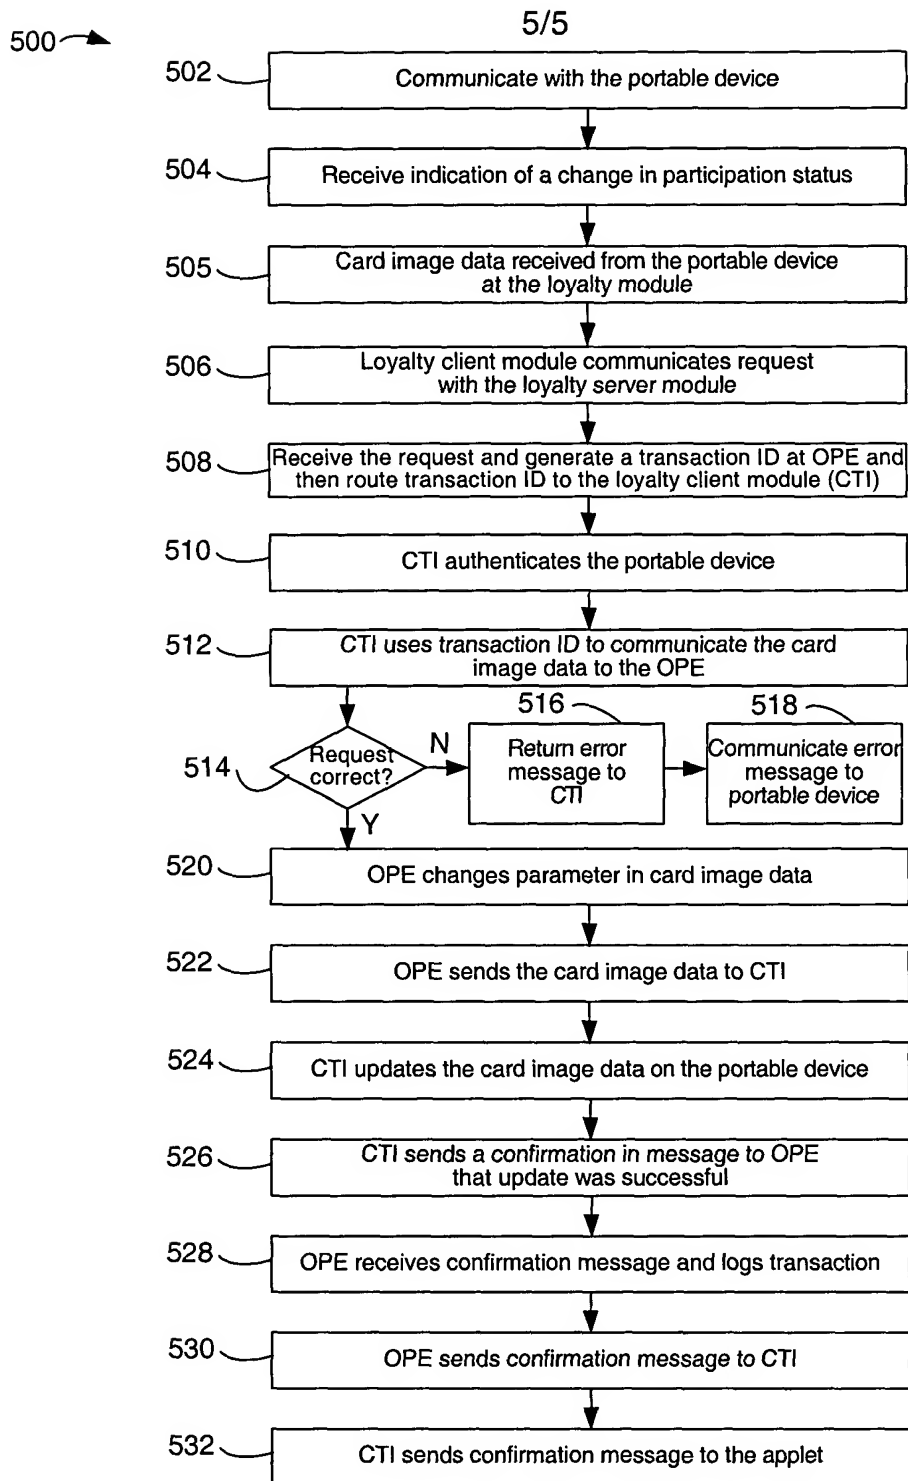 5/5
500
502
Communicate with the portable device
504
Receive indication of a change in participation status
505
Card image data received from the portable device
at the loyalty module
506
Loyalty client module communicates request
with the loyalty server module
508
Receive the request and generate a transaction ID at OPE and
then route transaction ID to the loyalty client module (CTI)
510
CTI authenticates the portable device
512
CTI uses transaction ID to communicate the card
image data to the OPE
514
Request
correct?
N
Y
516
Return error
message to
CTI
518
Communicate error
message to
portable device
520
OPE changes parameter in card image data
522
OPE sends the card image data to CTI
524
CTI updates the card image data on the portable device
526
CTI sends a confirmation in message to OPE
that update was successful
528
OPE receives confirmation message and logs transaction
530
OPE sends confirmation message to CTI
532
CTI sends confirmation message to the applet